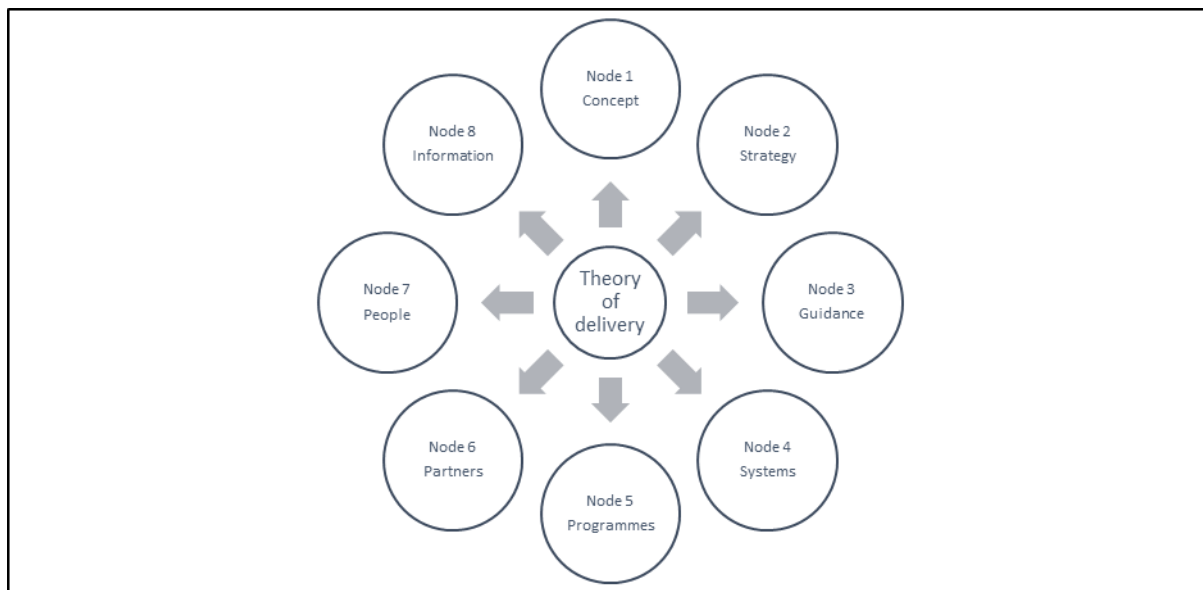 Node 1
Concept
Node 2
Strategy
Node 3
Guidance
Node 4
Systems
Node 5
Programmes
Node 6
Partners
Node 7
People
Node 8
Information
Theory
of
delivery